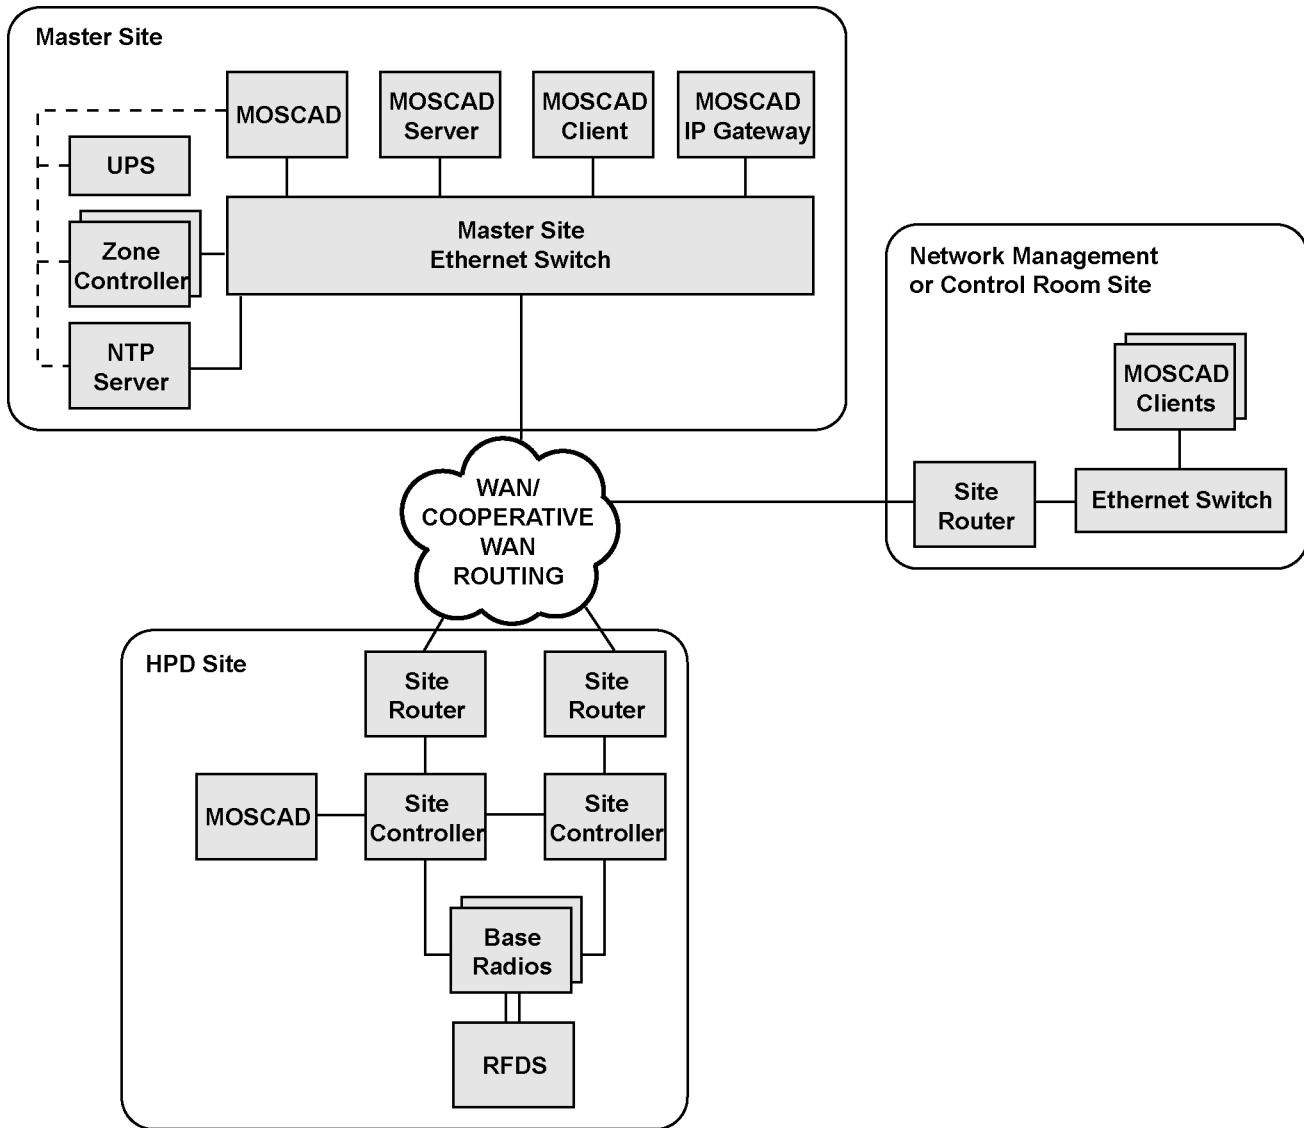 Master Site
MOSCAD
MOSCAD
Server
MOSCAD
Client
MOSCAD
IP Gateway
UPS
Zone
Controller
Master Site
Ethernet Switch
NTP
Server
Network Management
or Control Room Site
MOSCAD
Clients
Site
Router
Ethernet Switch
WAN/
COOPERATIVE
WAN
ROUTING
HPD Site
Site
Router
Site
Router
MOSCAD
Site
Controller
Site
Controller
Base
Radios
RFDS